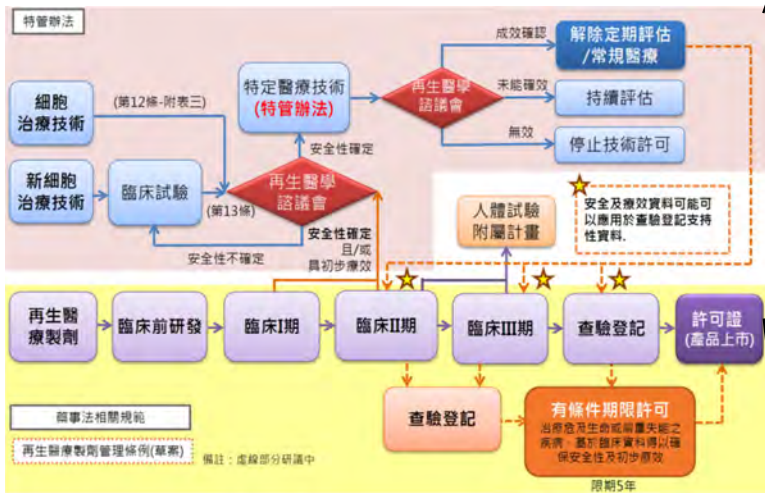 特管辦法
細胞
治療技術
(第12條-附表三)
特定醫療技術
(特管辦法)
再生醫學
諮議會
成效確認
解除定期評估
/常規醫療
未能確效
持續評估
無效
停止技術許可
安全性確定
新細胞
治療技術
臨床試驗
(第13條)
再生醫學
諮議會
安全性不確定
安全性確定
且/或
具初步療效
人體試驗
附屬計畫
安全及療效資料可能可
以應用於查驗登記支持
性資料.
再生醫
療製劑
臨床前研發
臨床I期
臨床II期
臨床III期
查驗登記
許可證
(產品上市)
查驗登記
有條件期限許可
治療危及生命或嚴重失能之
疾病、基於臨床資料得以確
保安全性及初步療效
限期5年
藥事法相關規範
再生醫療製劑管理條例(草案)
備註：虛線部分研議中